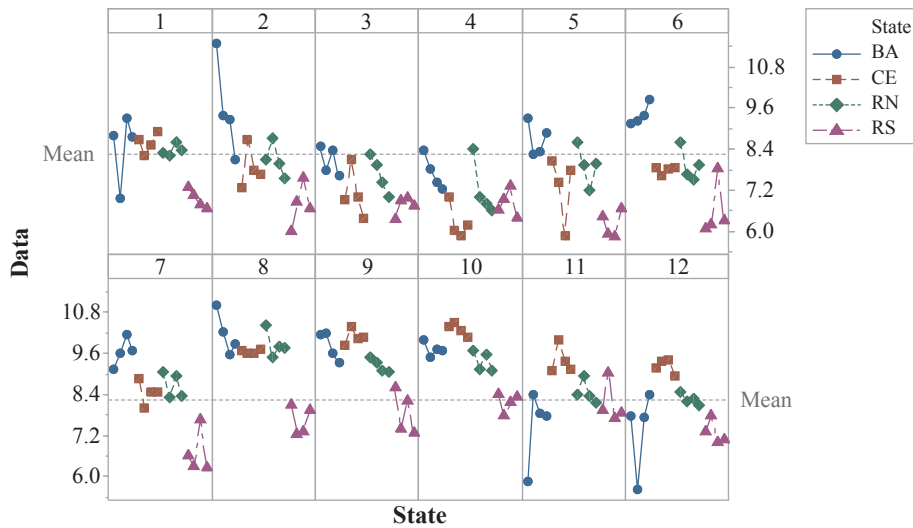 1 2 3 4 5 6
State
BA
CE
RN
RS
10.8
9.6
8.4
7.2
6.0
Mean
Data
7 8 9 10 11 12
10.8
9.6
8.4
7.2
6.0
Mean
State